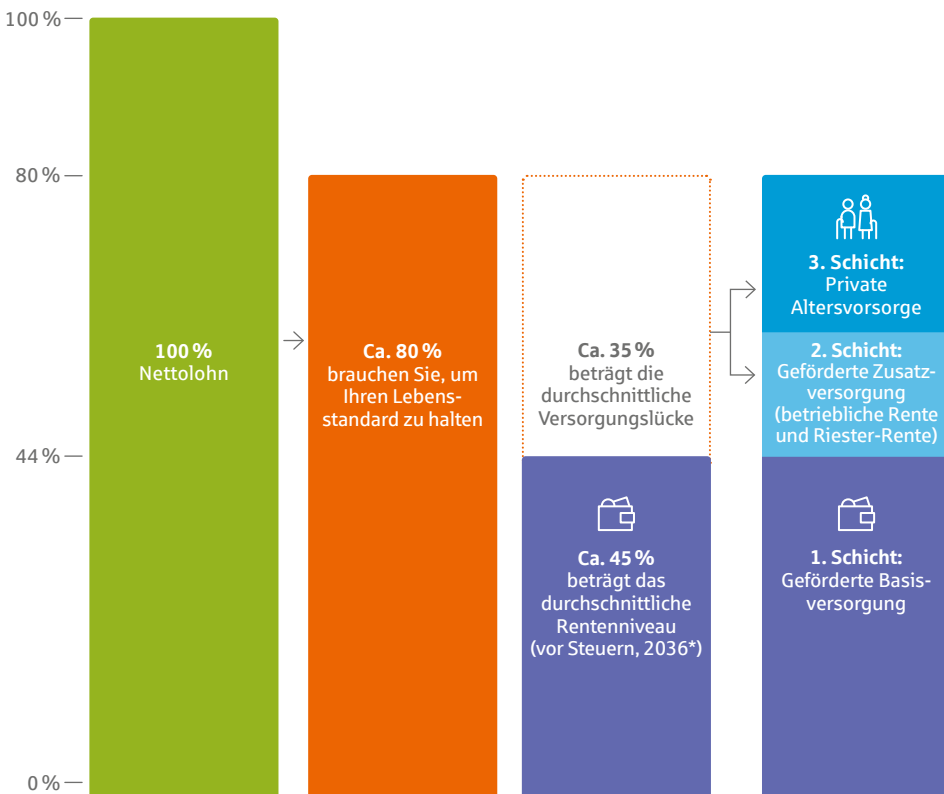 100 %
80 %
44 %
0 %
100 %
Nettolohn
Ca. 80 %
brauchen Sie, um
Ihren Lebens-
standard zu halten
Ca. 35 %
beträgt die
durchschnittliche
Versorgungslücke
Ca. 45 %
beträgt das
durchschnittliche
Rentenniveau
(vor Steuern, 2036*)
3. Schicht:
Private
Altersvorsorge
2. Schicht:
Geförderte Zusatz-
versorgung
(betriebliche Rente
und Riester-Rente)
1. Schicht:
Geförderte Basis-
versorgung